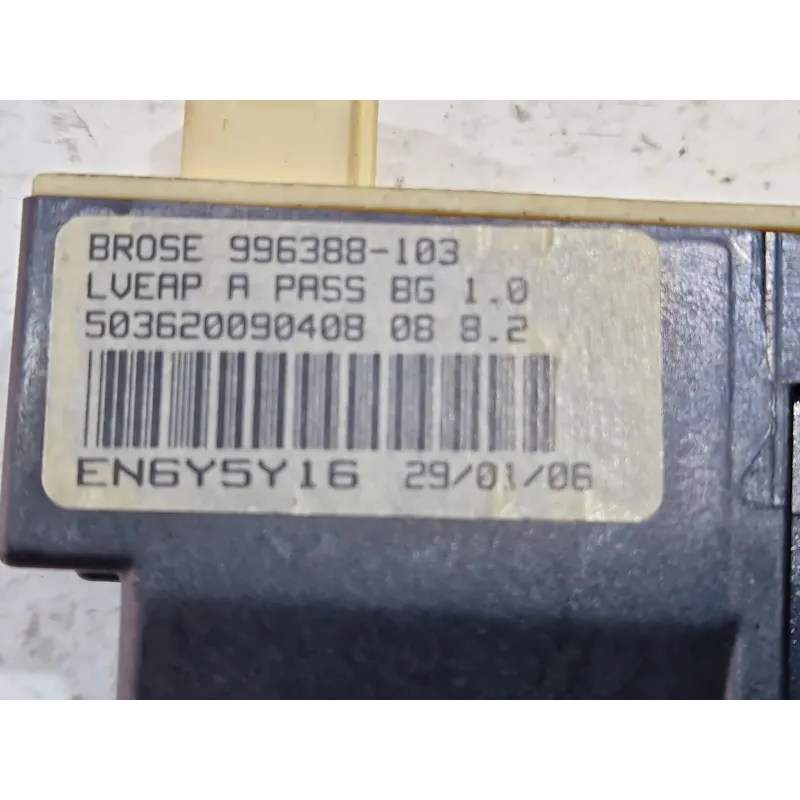 BROSE 996388-103
LVEAP A PASS BG 1.0
503620090408 08 8.2
EN6Y5Y16 29/01/06